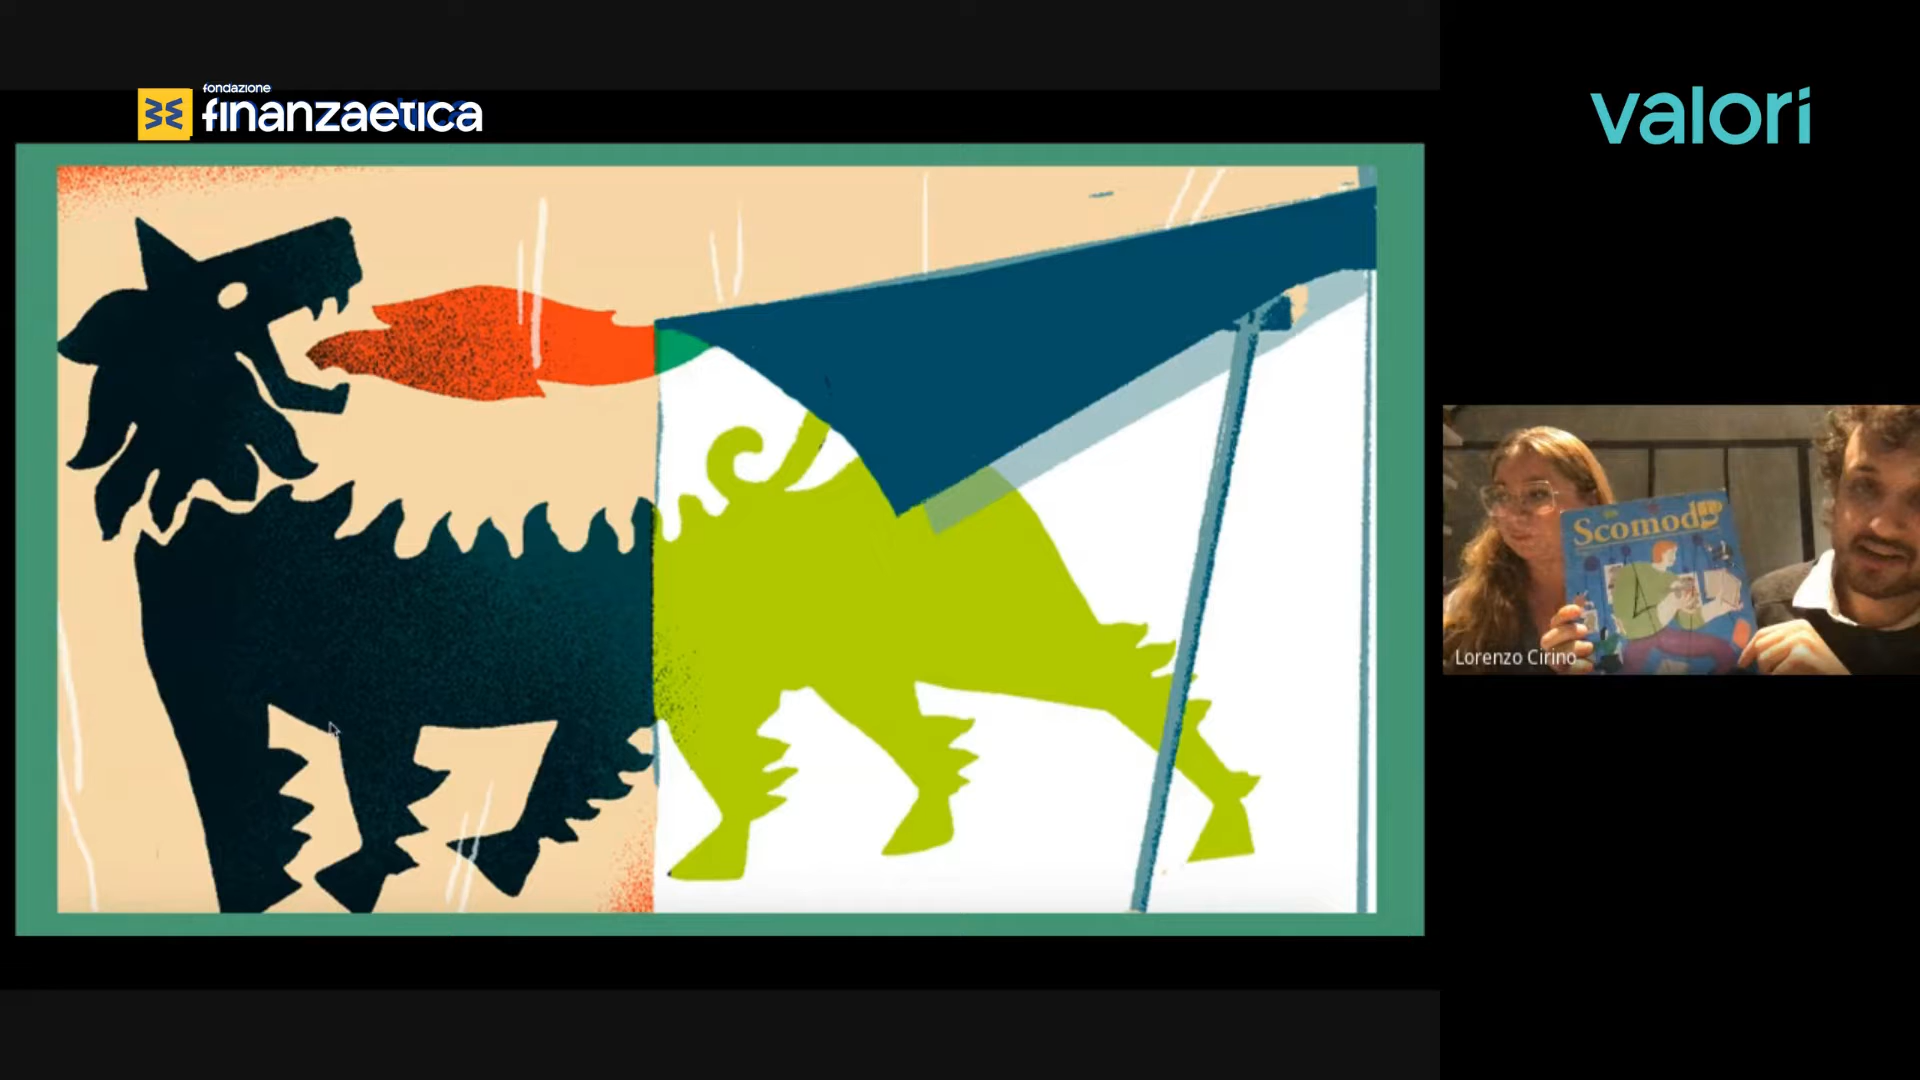 fondazione
finanzaetica
valori
Scomodo
Lorenzo Cirino